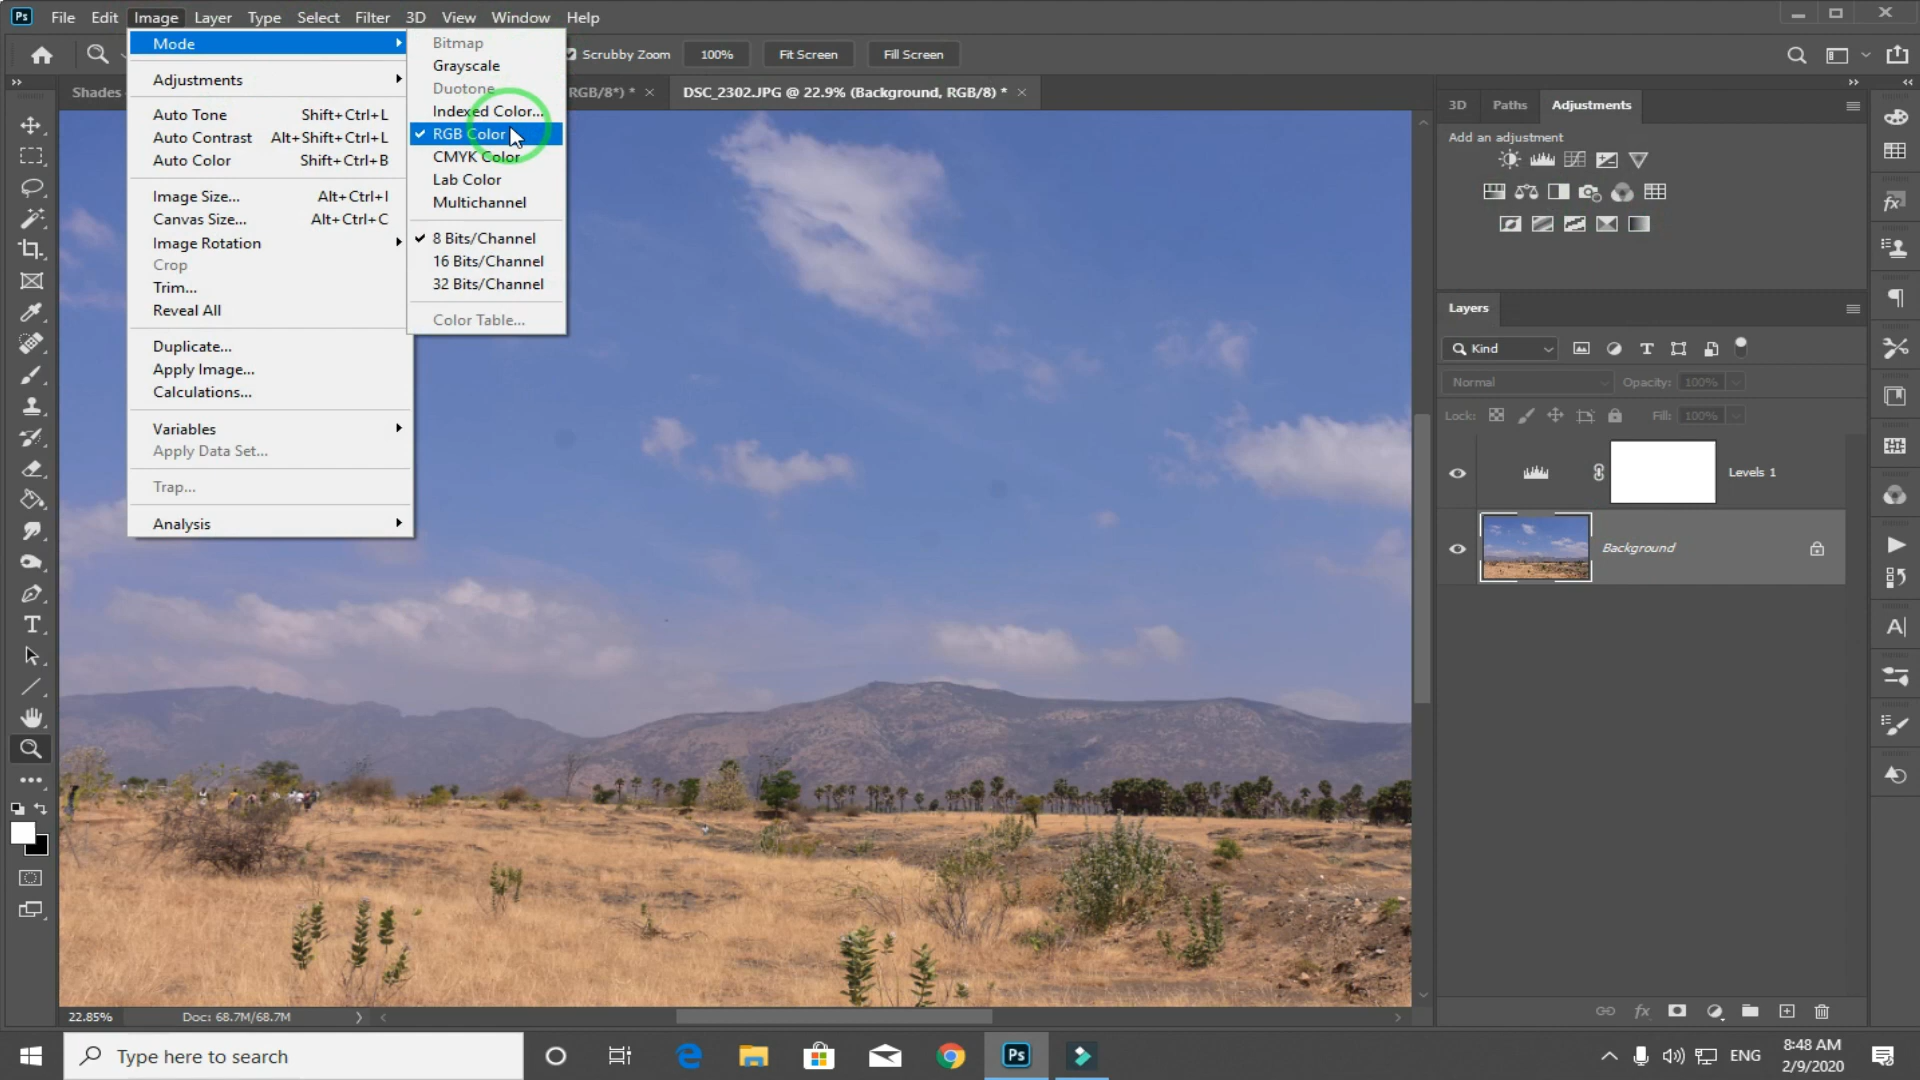 Ps File Edit Image Layer Type Select Filter 3D View Window Help
Scrubby Zoom 100% Fit Screen Fill Screen
Shades
RGB/8*) *
DSC_2302.JPG @ 22.9% (Background, RGB/8) *
Mode
Adjustments
Auto Tone Shift+Ctrl+L
Auto Contrast Alt+Shift+Ctrl+L
Auto Color Shift+Ctrl+B
Image Size... Alt+Ctrl+I
Canvas Size... Alt+Ctrl+C
Image Rotation
Crop
Trim...
Reveal All
Duplicate...
Apply Image...
Calculations...
Variables
Apply Data Set...
Trap...
Analysis
Bitmap
Grayscale
Duotone
Indexed Color...
RGB Color
CMYK Color
Lab Color
Multichannel
8 Bits/Channel
16 Bits/Channel
32 Bits/Channel
Color Table...
3D Paths Adjustments
Add an adjustment
Layers
Kind
Normal Opacity: 100%
Lock: Fill: 100%
Levels 1
Background
22.85% Doc: 68.7M/68.7M
Type here to search
Ps
ENG
8:48 AM
2/9/2020